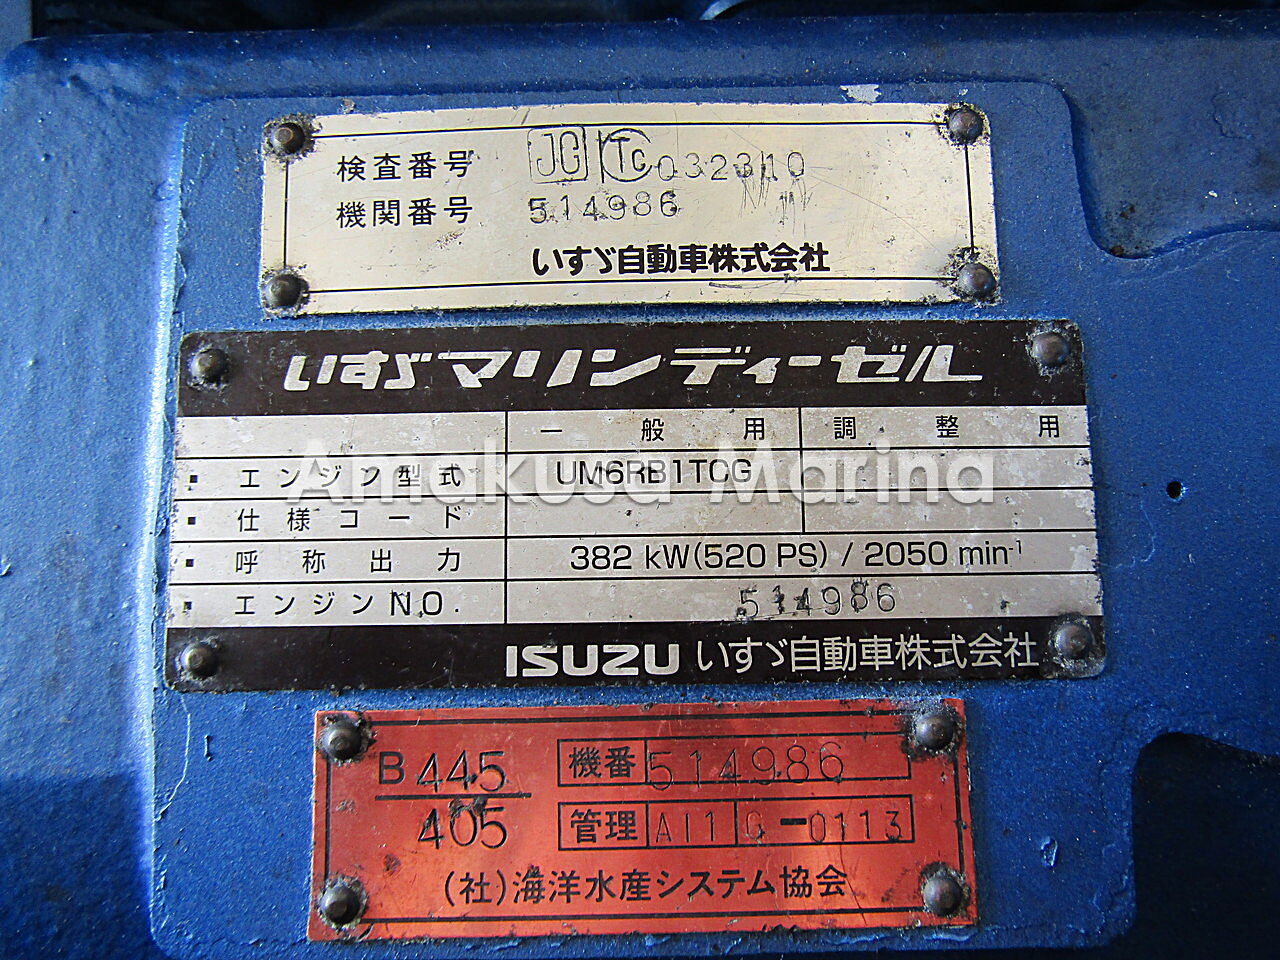 検査番号 JC Tc 032310
機関番号 514986
いすゞ自動車株式会社
いすゞマリンディーゼル
一般用 調整用
Amakusa Marina
▪ エンジン型式 UM6RB1TCG
▪ 仕様コード
▪ 呼称出力 382 kW(520 PS) / 2050 min⁻¹
▪ エンジンNO. 514986
ISUZU いすゞ自動車株式会社
B 445 機番 514986
405 管理 A11 G-0113
(社)海洋水産システム協会